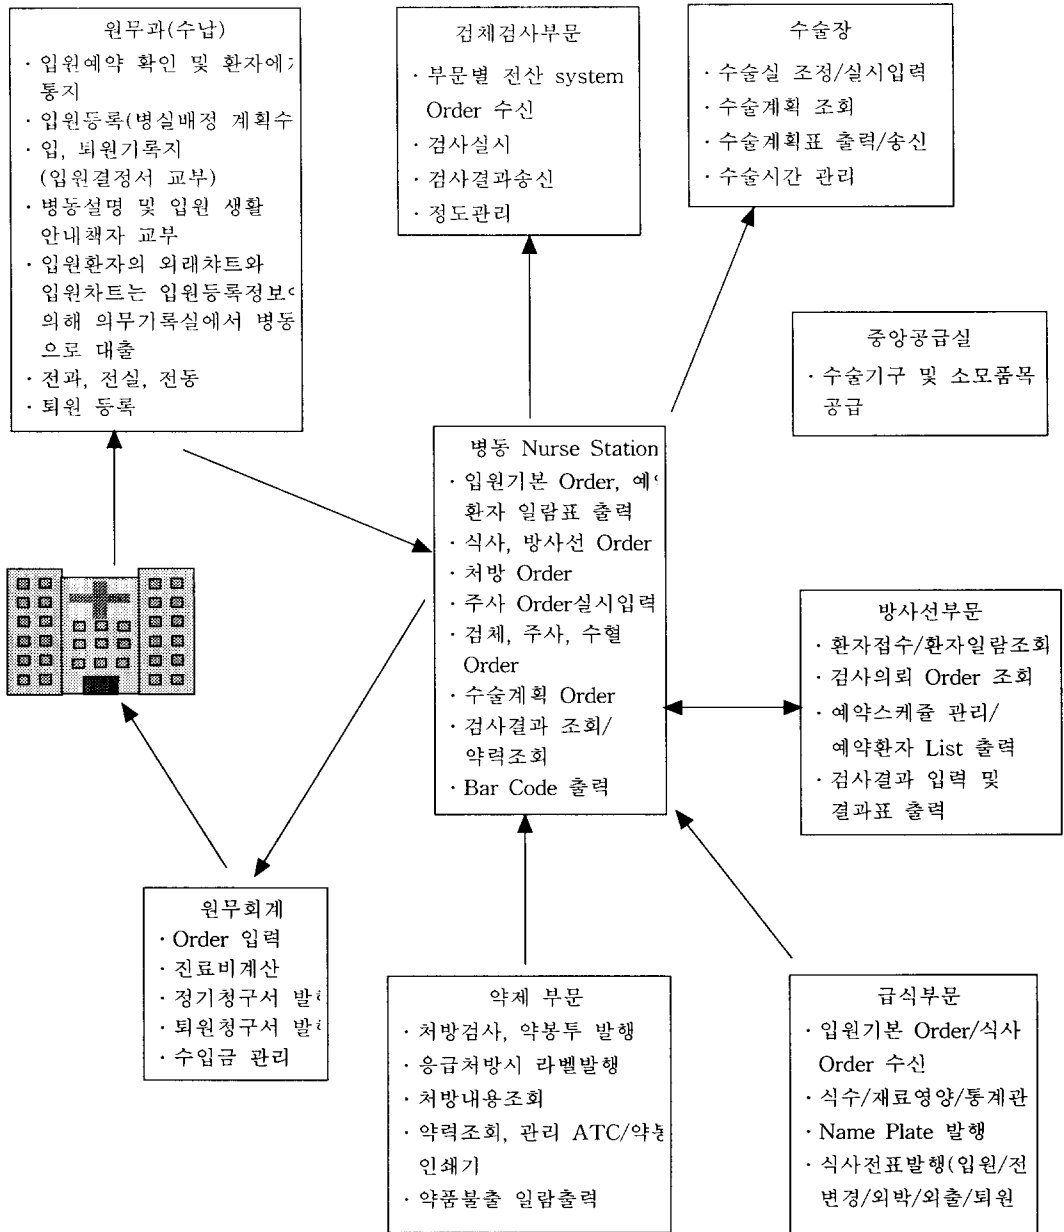 원무과(수납)
· 입원예약 확인 및 환자에
통지
· 입원등록(병실배정 계획수
· 입, 퇴원기록지
(입원결정서 교부)
· 병동설명 및 입원 생활
안내책자 교부
· 입원환자의 외래챠트와
입원차트는 입원등록정보
의해 의무기록실에서 병동
으로 대출
· 전과, 전실, 전동
· 퇴원 등록
검체검사부문
· 부문별 전산 system
Order 수신
· 검사실시
· 검사결과송신
· 정도관리
수술장
· 수술실 조정/실시입력
· 수술계획 조회
· 수술계획표 출력/송신
· 수술시간 관리
중앙공급실
· 수술기구 및 소모품목
공급
병동 Nurse Station
· 입원기본 Order, 예
환자 일람표 출력
· 식사, 방사선 Order
· 처방 Order
· 주사 Order실시입력
· 검체, 주사, 수혈
Order
· 수술계획 Order
· 검사결과 조회/
약력조회
· Bar Code 출력
방사선부문
· 환자접수/환자일람조회
· 검사의뢰 Order 조회
· 예약스케쥴 관리/
예약환자 List 출력
· 검사결과 입력 및
결과표 출력
원무회계
· Order 입력
· 진료비계산
· 정기청구서
· 퇴원청구서
· 수입금 관리
약제 부문
· 처방검사, 약봉투 발행
· 응급처방시 라벨발행
· 처방내용조회
· 약력조회, 관리 ATC/
인쇄기
· 약품불출 일람출력
급식부문
· 입원기본 Order/식사
Order 수신
· 식수/재료영양/통계관
· Name Plate 발행
· 식사전표발행(입원/전
변경/외박/외출/퇴원